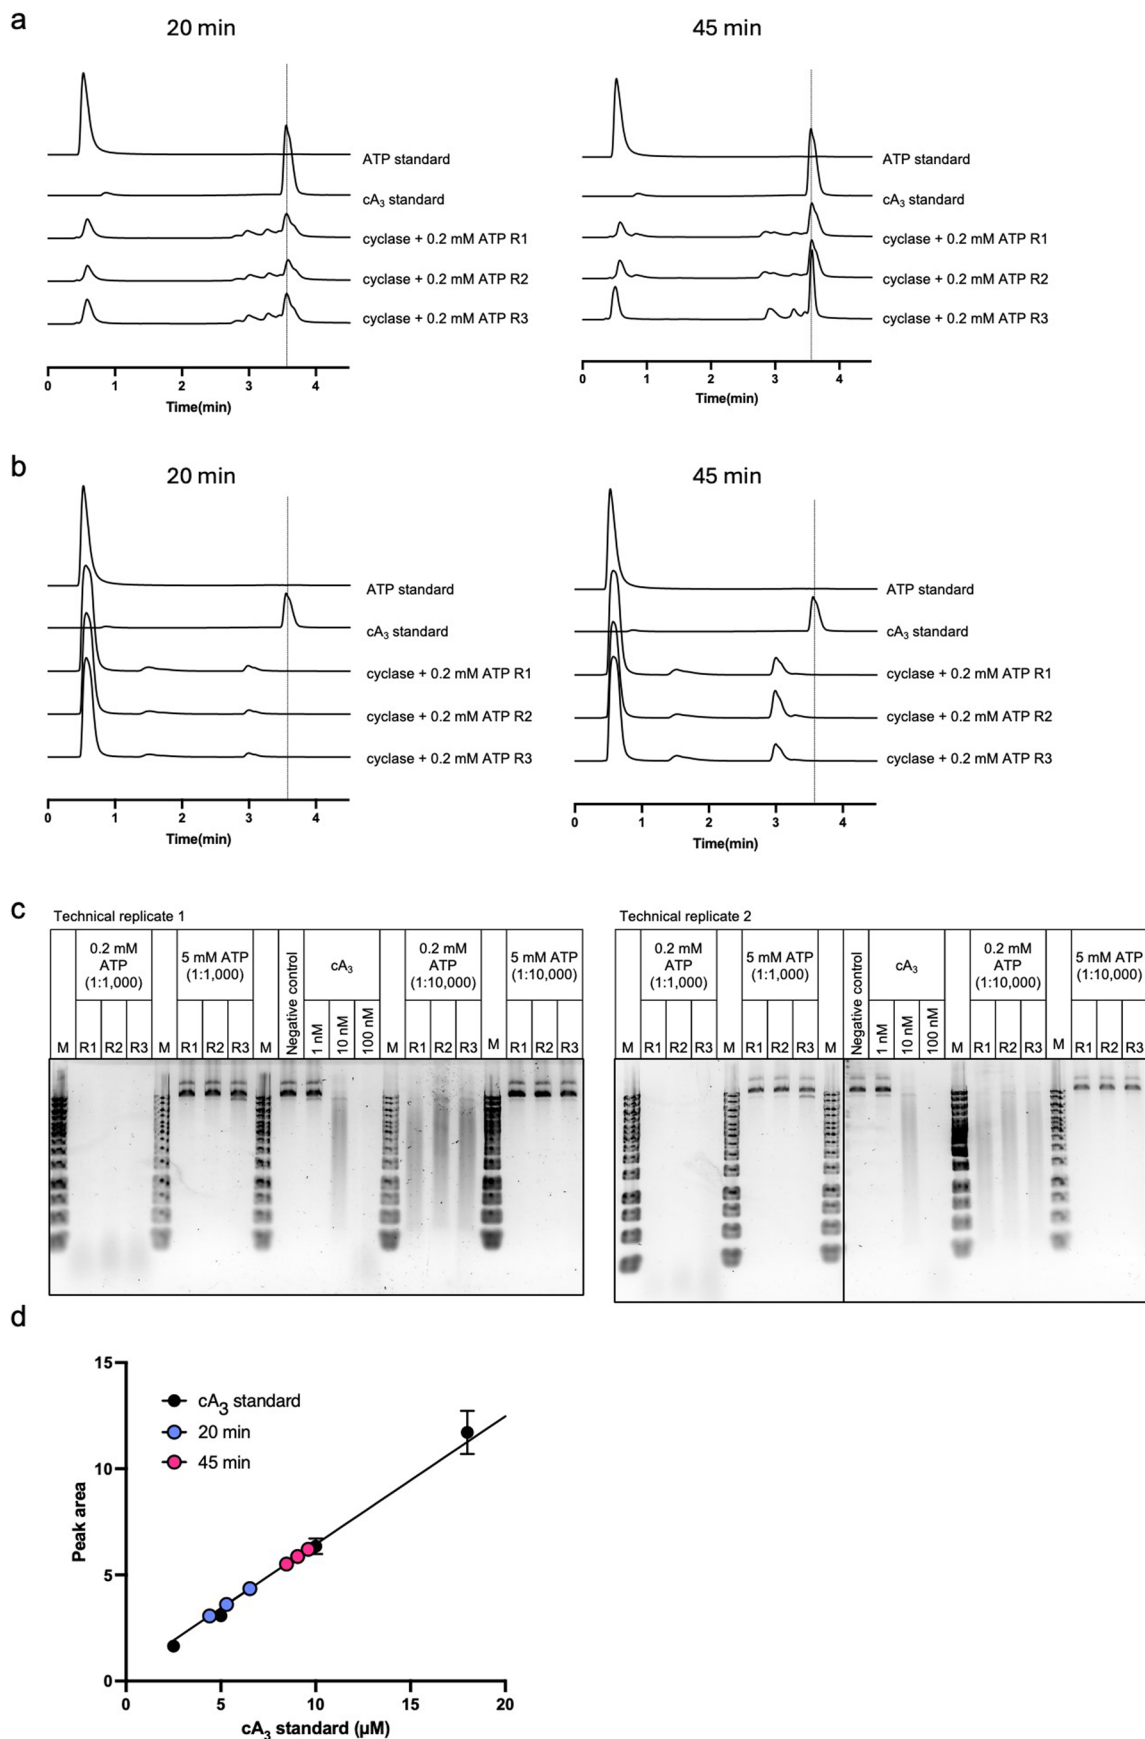 a
20 min
45 min
ATP standard
cA3 standard
cyclase + 0.2 mM ATP R1
cyclase + 0.2 mM ATP R2
cyclase + 0.2 mM ATP R3
0 1 2 3 4
Time(min)
ATP standard
cA3 standard
cyclase + 0.2 mM ATP R1
cyclase + 0.2 mM ATP R2
cyclase + 0.2 mM ATP R3
0 1 2 3 4
Time(min)
b
20 min
45 min
ATP standard
cA3 standard
cyclase + 0.2 mM ATP R1
cyclase + 0.2 mM ATP R2
cyclase + 0.2 mM ATP R3
0 1 2 3 4
Time(min)
ATP standard
cA3 standard
cyclase + 0.2 mM ATP R1
cyclase + 0.2 mM ATP R2
cyclase + 0.2 mM ATP R3
0 1 2 3 4
Time(min)
c
Technical replicate 1
0.2 mM
ATP
(1:1,000)
5 mM ATP
(1:1,000)
Negative control
cA3
1 nM
10 nM
100 nM
0.2 mM
ATP
(1:10,000)
5 mM ATP
(1:10,000)
M R1 R2 R3 M R1 R2 R3 M M R1 R2 R3 M R1 R2 R3
Technical replicate 2
0.2 mM
ATP
(1:1,000)
5 mM ATP
(1:1,000)
Negative control
cA3
1 nM
10 nM
100 nM
0.2 mM
ATP
(1:10,000)
5 mM ATP
(1:10,000)
M R1 R2 R3 M R1 R2 R3 M M R1 R2 R3 M R1 R2 R3
d
15
10
5
0
Peak area
cA3 standard
20 min
45 min
0 5 10 15 20
cA3 standard (µM)